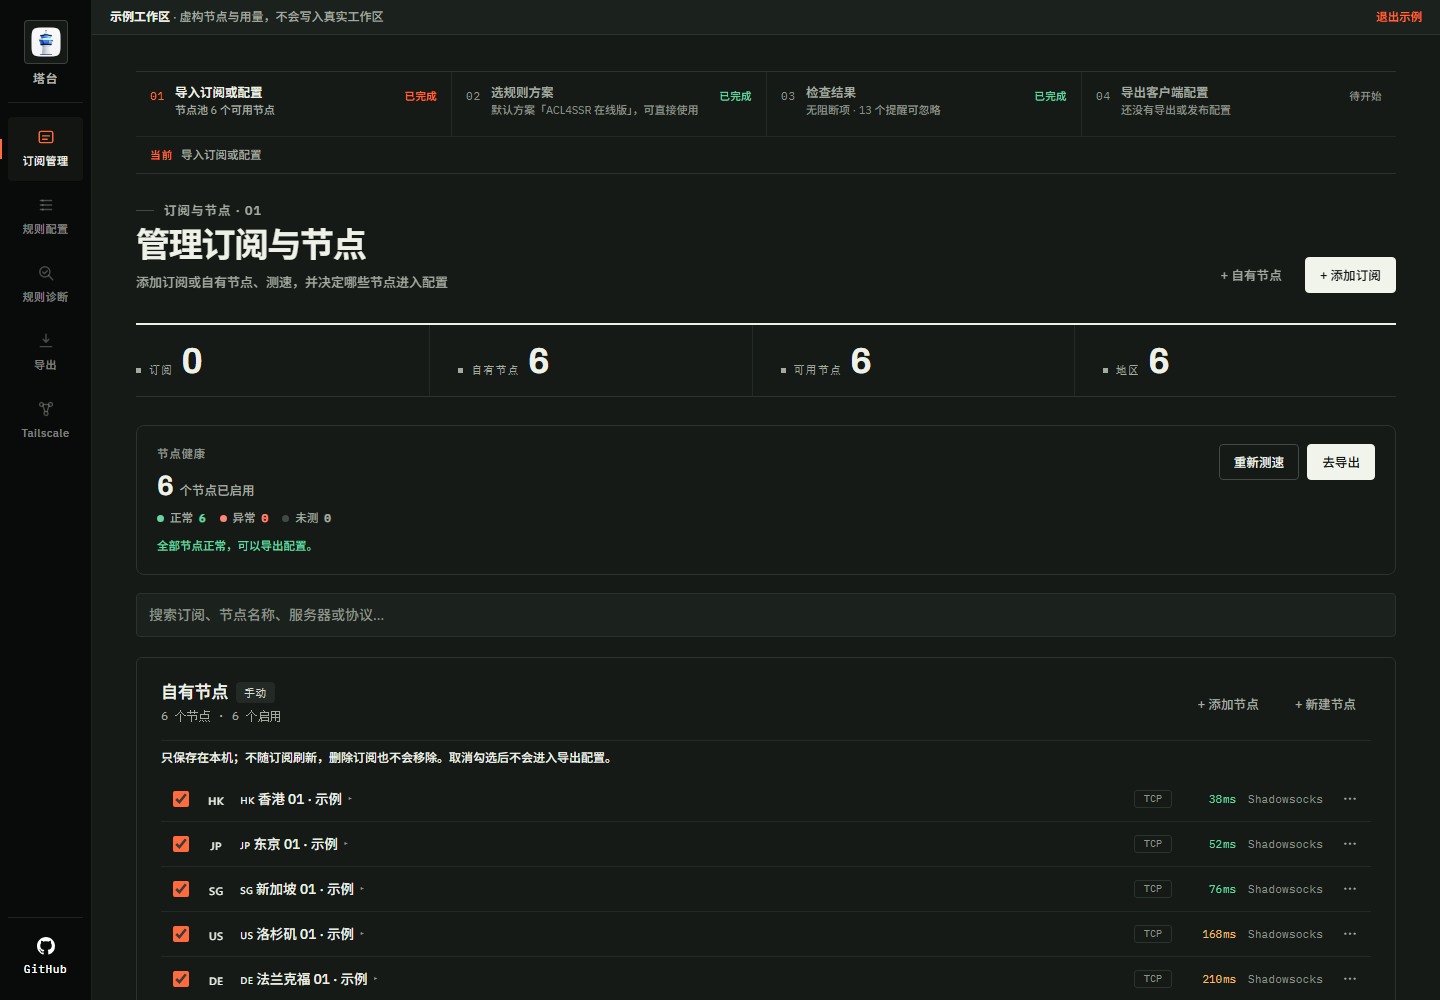 示例工作区 · 虚构节点与用量，不会写入真实工作区
退出示例
塔台
订阅管理
规则配置
规则诊断
导出
Tailscale
GitHub
01 导入订阅或配置 已完成
节点池 6 个可用节点
02 选规则方案 已完成
默认方案「ACL4SSR 在线版」，可直接使用
03 检查结果 已完成
无阻断项 · 13 个提醒可忽略
04 导出客户端配置 待开始
还没有导出或发布配置
当前 导入订阅或配置
订阅与节点 · 01
管理订阅与节点
添加订阅或自有节点、测速，并决定哪些节点进入配置
+ 自有节点
+ 添加订阅
订阅 0
自有节点 6
可用节点 6
地区 6
节点健康
6 个节点已启用
正常 6 异常 0 未测 0
全部节点正常，可以导出配置。
重新测速
去导出
搜索订阅、节点名称、服务器或协议...
自有节点 手动
6 个节点 · 6 个启用
+ 添加节点
+ 新建节点
只保存在本机；不随订阅刷新，删除订阅也不会移除。取消勾选后不会进入导出配置。
HK HK 香港 01 · 示例 TCP 38ms Shadowsocks ···
JP JP 东京 01 · 示例 TCP 52ms Shadowsocks ···
SG SG 新加坡 01 · 示例 TCP 76ms Shadowsocks ···
US US 洛杉矶 01 · 示例 TCP 168ms Shadowsocks ···
DE DE 法兰克福 01 · 示例 TCP 210ms Shadowsocks ···